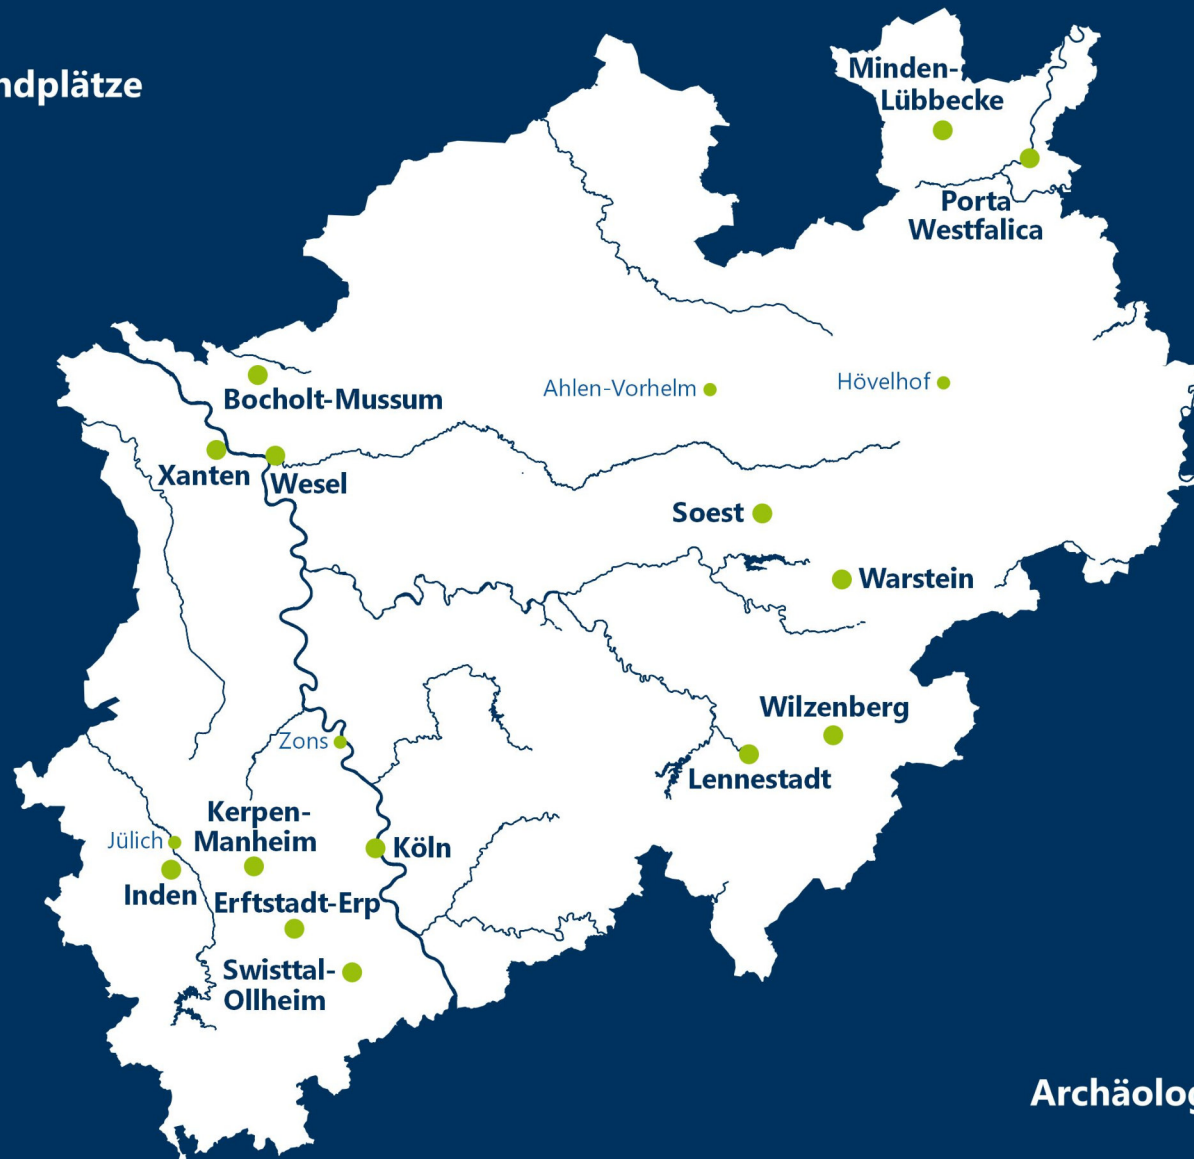 ndplätze
Minden-
Lübbecke
Porta
Westfalica
Bocholt-Mussum
Ahlen-Vorhelm
Hövelhof
Xanten
Wesel
Soest
Warstein
Wilzenberg
Lennestadt
Zons
Kerpen-
Manheim
Jülich
Köln
Inden
Erftstadt-Erp
Swisttal-
Ollheim
Archäolog